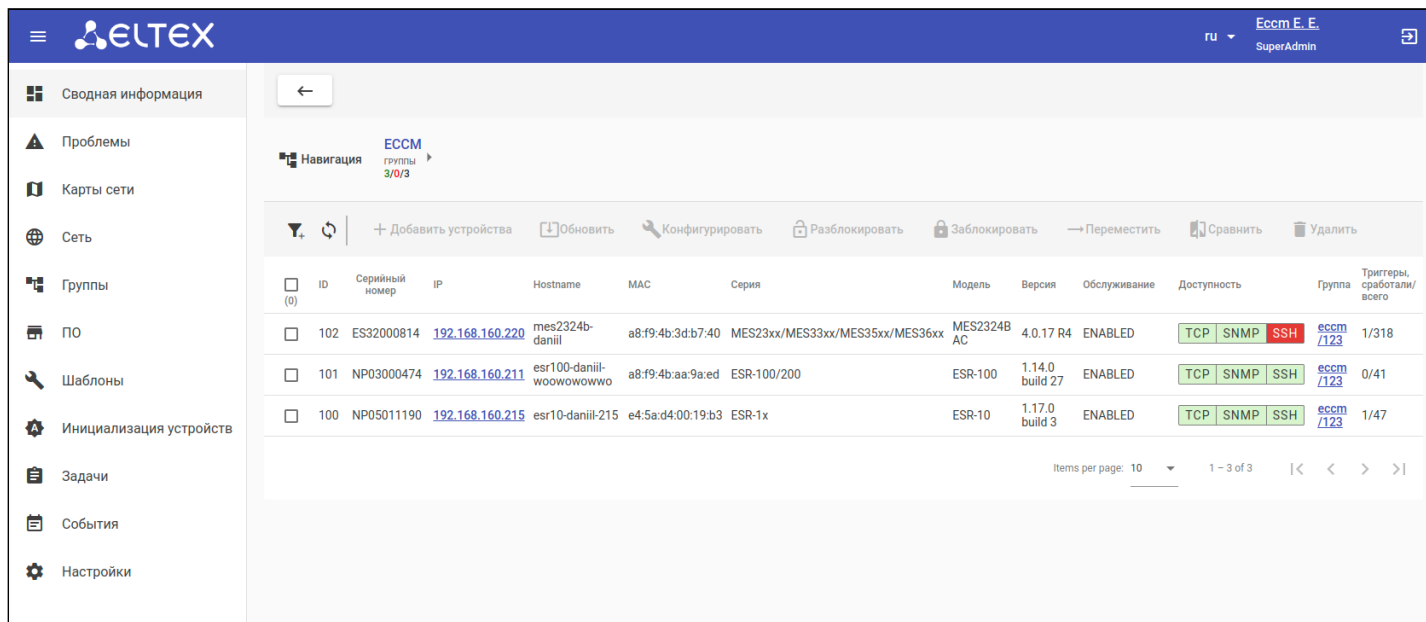 ELTEX
ru
Eccm E. E.
SuperAdmin
Сводная информация
Проблемы
Карты сети
Сеть
Группы
ПО
Шаблоны
Инициализация устройств
Задачи
События
Настройки
Навигация
ECCM
ГРУППЫ
3/0/3
Добавить устройства Обновить Конфигурировать Разблокировать Заблокировать Переместить Сравнить Удалить
(0) ID Серийный номер IP Hostname MAC Серия Модель Версия Обслуживание Доступность Группа Триггеры, сработали/ всего
102 ES32000814 192.168.160.220 mes2324b-daniil a8:f9:4b:3d:b7:40 MES23xx/MES33xx/MES35xx/MES36xx MES2324B AC 4.0.17 R4 ENABLED TCP SNMP SSH eccm /123 1/318
101 NP03000474 192.168.160.211 esr100-daniil-woowowowwo a8:f9:4b:aa:9a:ed ESR-100/200 ESR-100 1.14.0 build 27 ENABLED TCP SNMP SSH eccm /123 0/41
100 NP05011190 192.168.160.215 esr10-daniil-215 e4:5a:d4:00:19:b3 ESR-1x ESR-10 1.17.0 build 3 ENABLED TCP SNMP SSH eccm /123 1/47
Items per page: 10 1 – 3 of 3